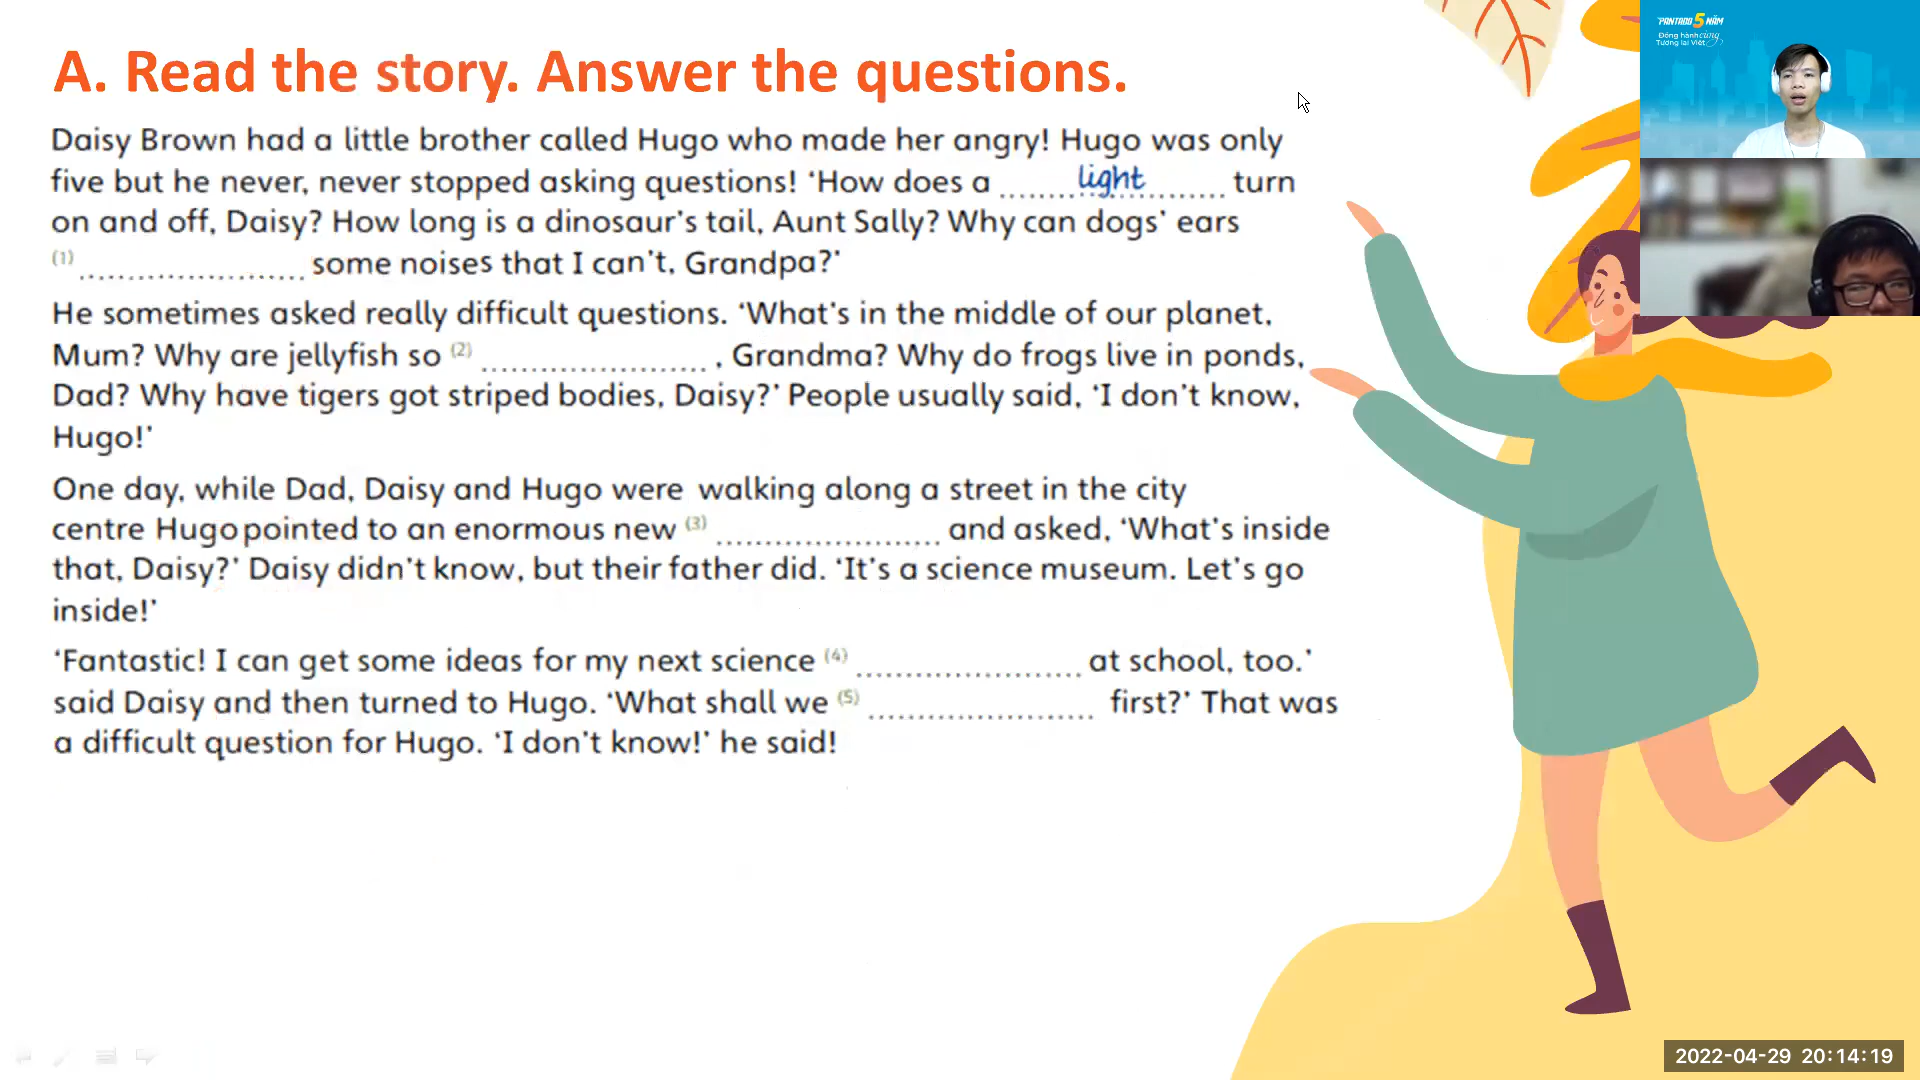 A. Read the story. Answer the questions.
Daisy Brown had a little brother called Hugo who made her angry! Hugo was only
five but he never, never stopped asking questions! ‘How does a ......light...... turn
on and off, Daisy? How long is a dinosaur’s tail, Aunt Sally? Why can dogs’ ears
(1) ...................... some noises that I can’t, Grandpa?’
He sometimes asked really difficult questions. ‘What’s in the middle of our planet,
Mum? Why are jellyfish so (2) ...................... , Grandma? Why do frogs live in ponds,
Dad? Why have tigers got striped bodies, Daisy?’ People usually said, ‘I don’t know,
Hugo!’
One day, while Dad, Daisy and Hugo were walking along a street in the city
centre Hugo pointed to an enormous new (3) ...................... and asked, ‘What’s inside
that, Daisy?’ Daisy didn’t know, but their father did. ‘It’s a science museum. Let’s go
inside!’
‘Fantastic! I can get some ideas for my next science (4) ...................... at school, too.’
said Daisy and then turned to Hugo. ‘What shall we (5) ...................... first?’ That was
a difficult question for Hugo. ‘I don’t know!’ he said!
PANTADO 5 NĂM
Đồng hành cùng
Tương lai Việt
2022-04-29 20:14:19